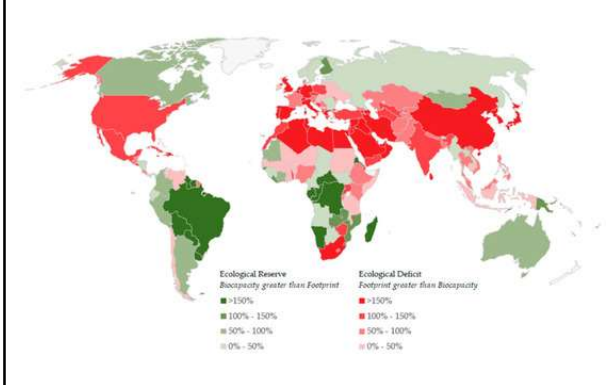 Ecological Reserve
Biocapacity greater than Footprint
>150%
100% - 150%
50% - 100%
0% - 50%
Ecological Deficit
Footprint greater than Biocapacity
>150%
100% - 150%
50% - 100%
0% - 50%